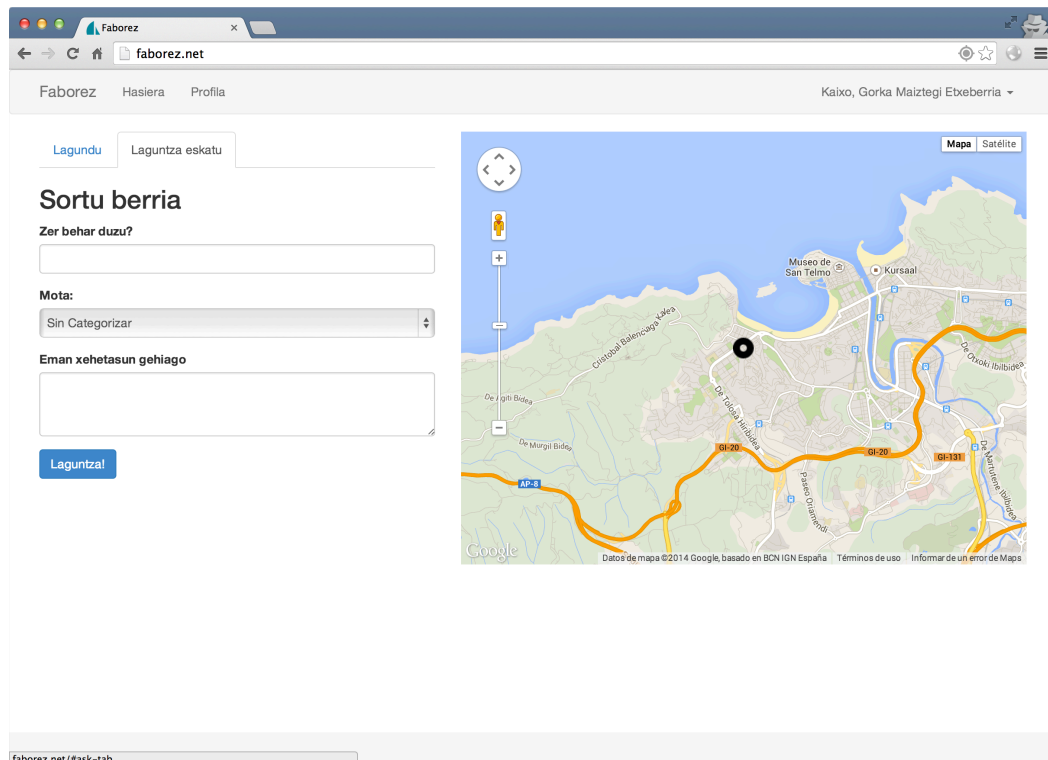 Faborez
faborez.net
Faborez Hasiera Profila Kaixo, Gorka Maiztegi Etxeberria
Lagundu Laguntza eskatu
Sortu berria
Zer behar duzu?
Mota:
Sin Categorizar
Eman xehetasun gehiago
Laguntza!
Mapa Satélite
Museo de
San Telmo
Kursaal
Cristobal Balenciaga Kalea
De Otxoki Ibilbidea
De Igiti Bidea
De Tolosa Hiribidea
De Murgil Bidea
GI-20
GI-20
GI-131
De Martutene Ibilbidea
AP-8
Paseo Oriamendi
Google
Datos de mapa ©2014 Google, basado en BCN IGN España Términos de uso Informar de un error de Maps
faborez.net/#ask-tab